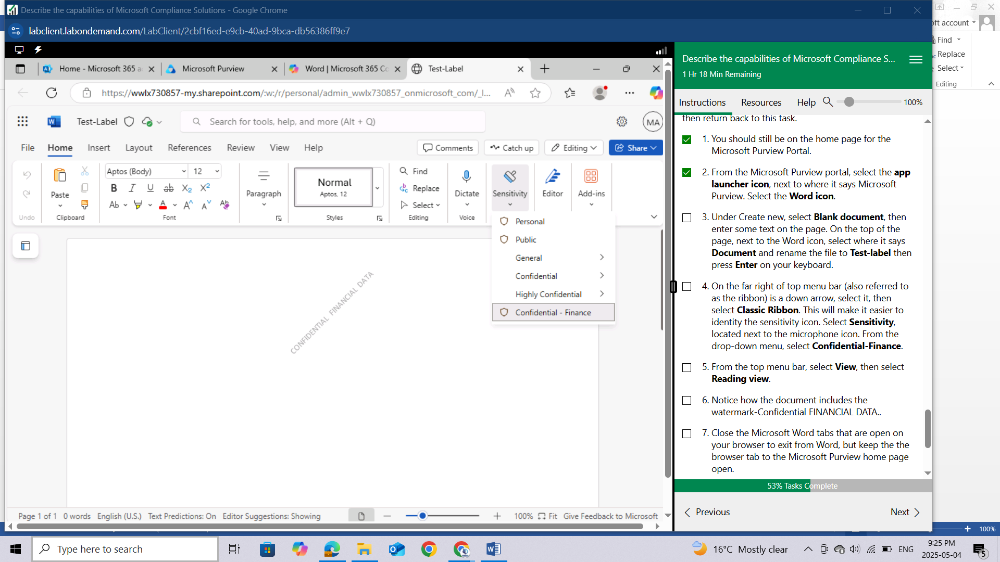 Describe the capabilities of Microsoft Compliance Solutions - Google Chrome
labclient.labondemand.com/LabClient/2cbf16ed-e9cb-40ad-9bca-db56386ff9e7
Home - Microsoft 365 a
Microsoft Purview
Word | Microsoft 365 Co
Test-Label
https://wwlx730857-my.sharepoint.com/:w:/r/personal/admin_wwlx730857_onmicrosoft_com/_l...
Test-Label
Search for tools, help, and more (Alt + Q)
MA
File Home Insert Layout References Review View Help
Comments
Catch up
Editing
Share
Paste
Clipboard
Undo
Aptos (Body) 12
Font
Paragraph
Normal
Aptos, 12
Styles
Find
Replace
Select
Editing
Dictate
Voice
Sensitivity
Editor
Add-ins
Personal
Public
General
Confidential
Highly Confidential
Confidential - Finance
CONFIDENTIAL FINANCIAL DATA
Page 1 of 1 0 words English (U.S.) Text Predictions: On Editor Suggestions: Showing
100% Fit Give Feedback to Microsoft
Describe the capabilities of Microsoft Compliance S...
1 Hr 18 Min Remaining
Instructions Resources Help 100%
then return back to this task.
1. You should still be on the home page for the
Microsoft Purview Portal.
2. From the Microsoft Purview portal, select the app
launcher icon, next to where it says Microsoft
Purview. Select the Word icon.
3. Under Create new, select Blank document, then
enter some text on the page. On the top of the
page, next to the Word icon, select where it says
Document and rename the file to Test-label then
press Enter on your keyboard.
4. On the far right of top menu bar (also referred to
as the ribbon) is a down arrow, select it, then
select Classic Ribbon. This will make it easier to
identify the sensitivity icon. Select Sensitivity,
located next to the microphone icon. From the
drop-down menu, select Confidential-Finance.
5. From the top menu bar, select View, then select
Reading view.
6. Notice how the document includes the
watermark-Confidential FINANCIAL DATA..
7. Close the Microsoft Word tabs that are open on
your browser to exit from Word, but keep the the
browser tab to the Microsoft Purview home page
open.
53% Tasks Complete
Previous
Next
account
Find
Replace
Select
Editing
100%
Type here to search
16°C Mostly clear
ENG
9:25 PM
2025-05-04
5